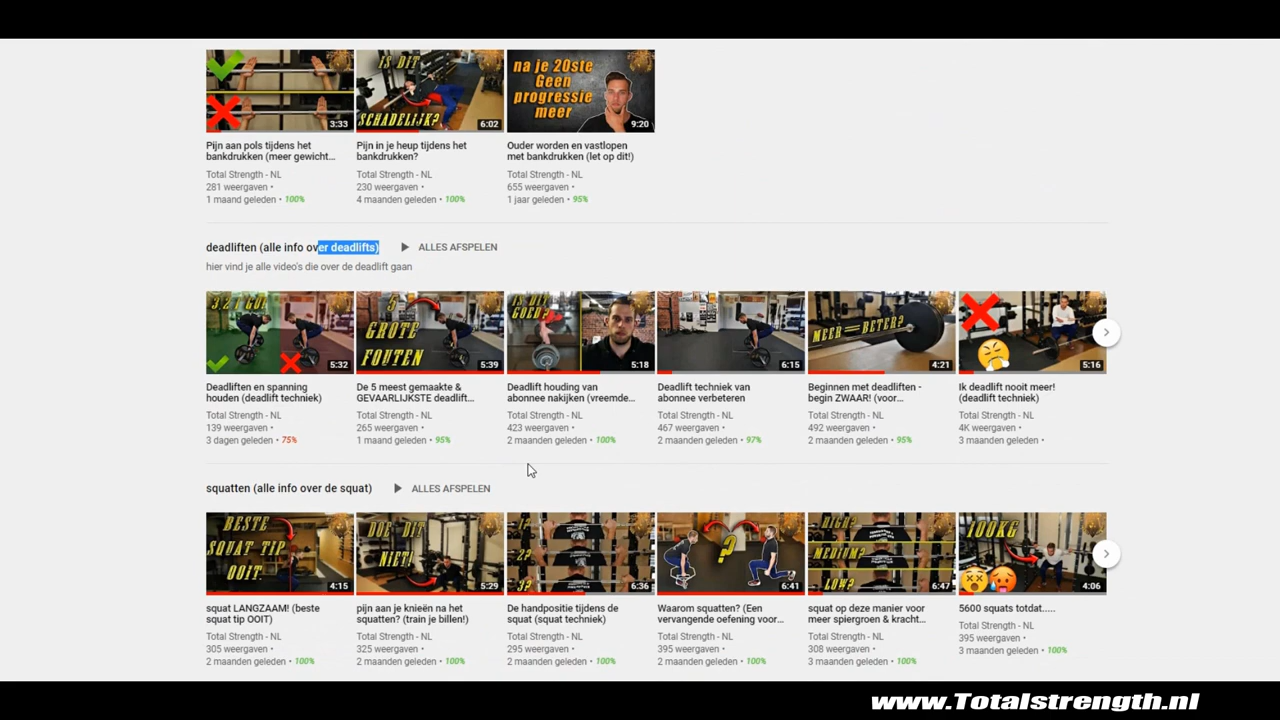 IS DIT
SCHADELIJK?
na je 20ste
Geen
progressie
meer
3:33
6:02
9:20
Pijn aan pols tijdens het
bankdrukken (meer gewicht...
Total Strength - NL
281 weergaven •
1 maand geleden • 100%
Pijn in je heup tijdens het
bankdrukken?
Total Strength - NL
230 weergaven •
4 maanden geleden • 100%
Ouder worden en vastlopen
met bankdrukken (let op dit!)
Total Strength - NL
655 weergaven •
1 jaar geleden • 95%
deadliften (alle info over deadlifts)
ALLES AFSPELEN
hier vind je alle video's die over de deadlift gaan
3.2.1 GO!
5
GROTE
FOUTEN
IS DIT
GOED?
MEER == BETER?
5:32
5:39
5:18
6:15
4:21
5:16
Deadliften en spanning
houden (deadlift techniek)
Total Strength - NL
139 weergaven •
3 dagen geleden • 75%
De 5 meest gemaakte &
GEVAARLIJKSTE deadlift...
Total Strength - NL
265 weergaven •
1 maand geleden • 95%
Deadlift houding van
abonnee nakijken (vreemde...
Total Strength - NL
423 weergaven •
2 maanden geleden • 100%
Deadlift techniek van
abonnee verbeteren
Total Strength - NL
467 weergaven •
2 maanden geleden • 97%
Beginnen met deadliften -
begin ZWAAR! (voor...
Total Strength - NL
492 weergaven •
2 maanden geleden • 95%
Ik deadlift nooit meer!
(deadlift techniek)
Total Strength - NL
4K weergaven •
3 maanden geleden •
squatten (alle info over de squat)
ALLES AFSPELEN
BESTE
SQUAT TIP
OOIT.
DOE DIT
NIET!
1?
2?
3?
?
HIGH?
MEDIUM?
LOW?
100KG
4:15
5:29
6:36
6:41
6:47
4:06
squat LANGZAAM! (beste
squat tip OOIT)
Total Strength - NL
305 weergaven •
2 maanden geleden • 100%
pijn aan je knieën na het
squatten? (train je billen!)
Total Strength - NL
325 weergaven •
2 maanden geleden • 100%
De handpositie tijdens de
squat (squat techniek)
Total Strength - NL
295 weergaven •
2 maanden geleden • 100%
Waarom squatten? (Een
vervangende oefening voor...
Total Strength - NL
395 weergaven •
2 maanden geleden • 100%
squat op deze manier voor
meer spiergroen & kracht...
Total Strength - NL
308 weergaven •
3 maanden geleden • 100%
5600 squats totdat.....
Total Strength - NL
395 weergaven •
3 maanden geleden • 100%
www.Totalstrength.nl